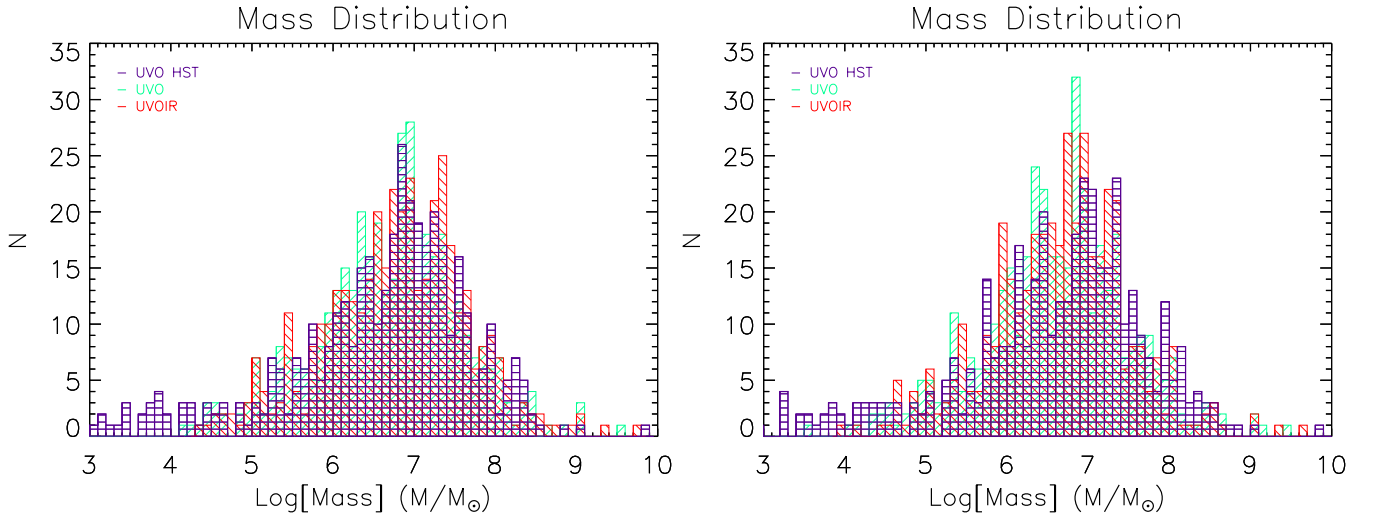 Mass Distribution
35
30
25
20
15
10
5
0
N
− UVO HST
− UVO
− UVOIR
3 4 5 6 7 8 9 10
Log[Mass] (M/M☉)
Mass Distribution
35
30
25
20
15
10
5
0
N
− UVO HST
− UVO
− UVOIR
3 4 5 6 7 8 9 10
Log[Mass] (M/M☉)